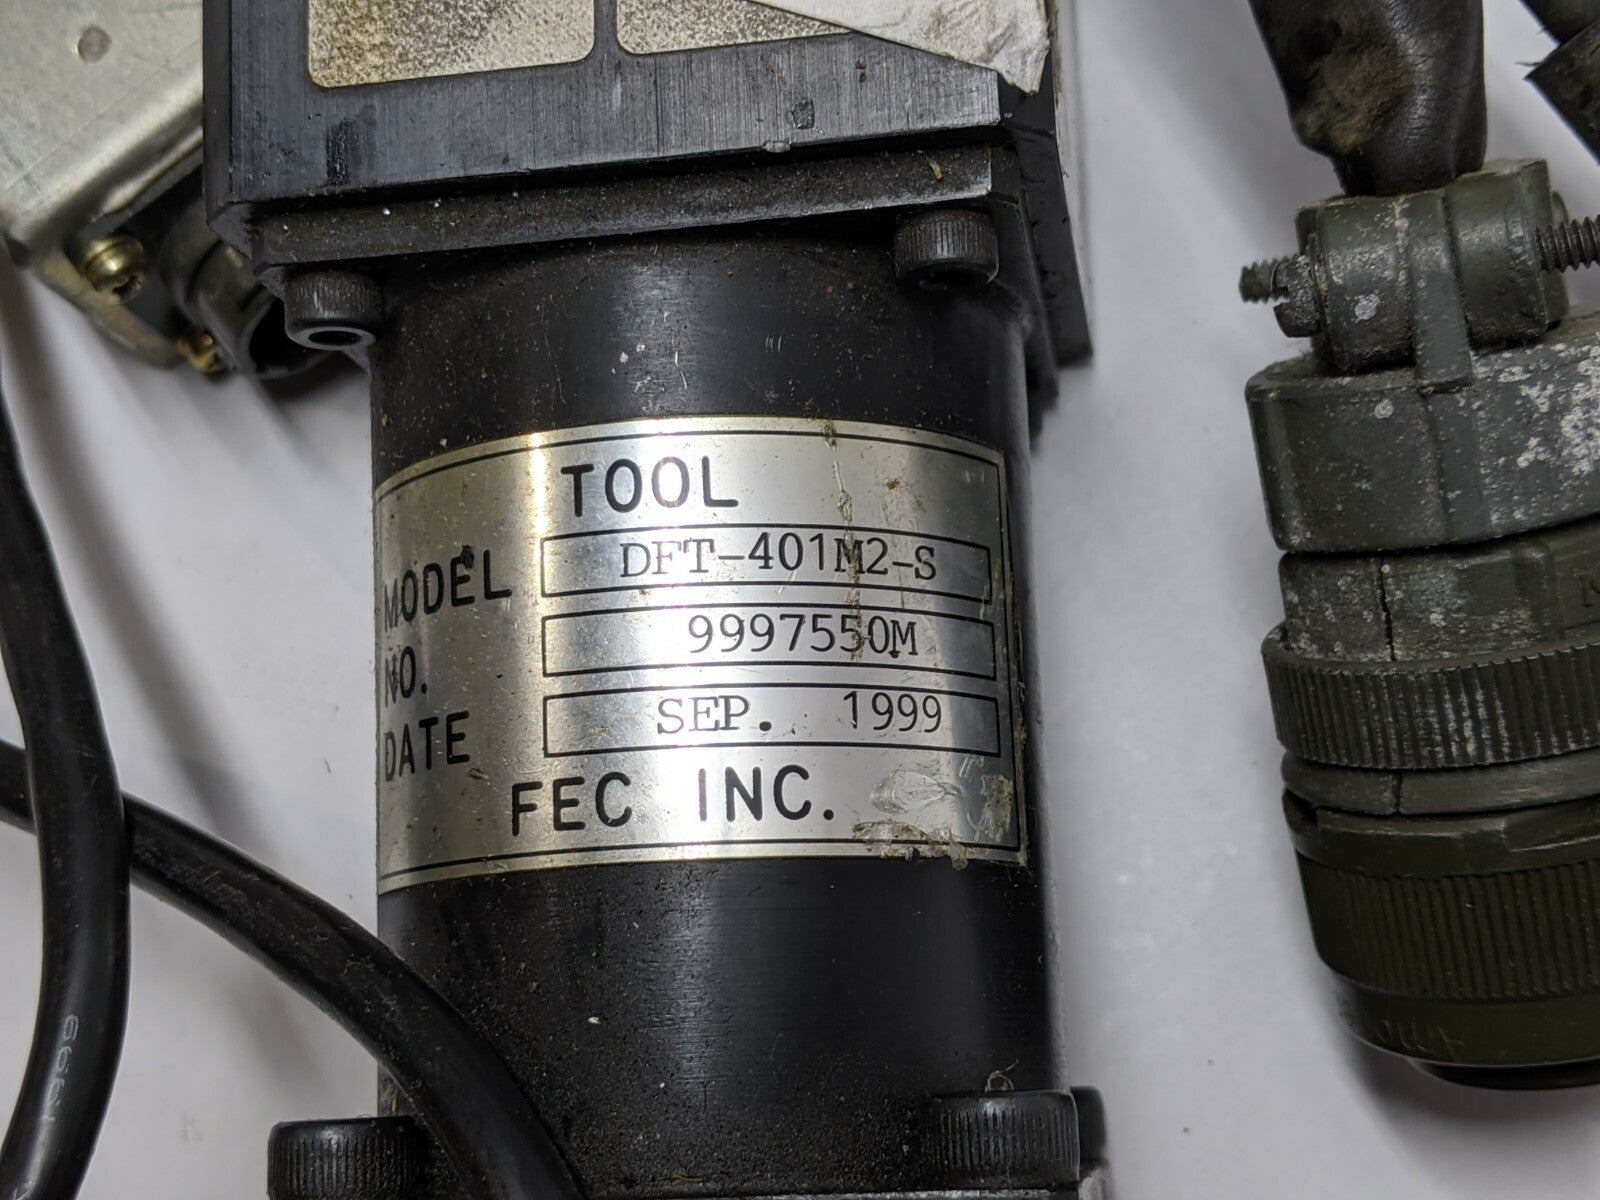 TOOL
MODEL DFT-401M2-S
NO. 9997550M
DATE SEP. 1999
FEC INC.